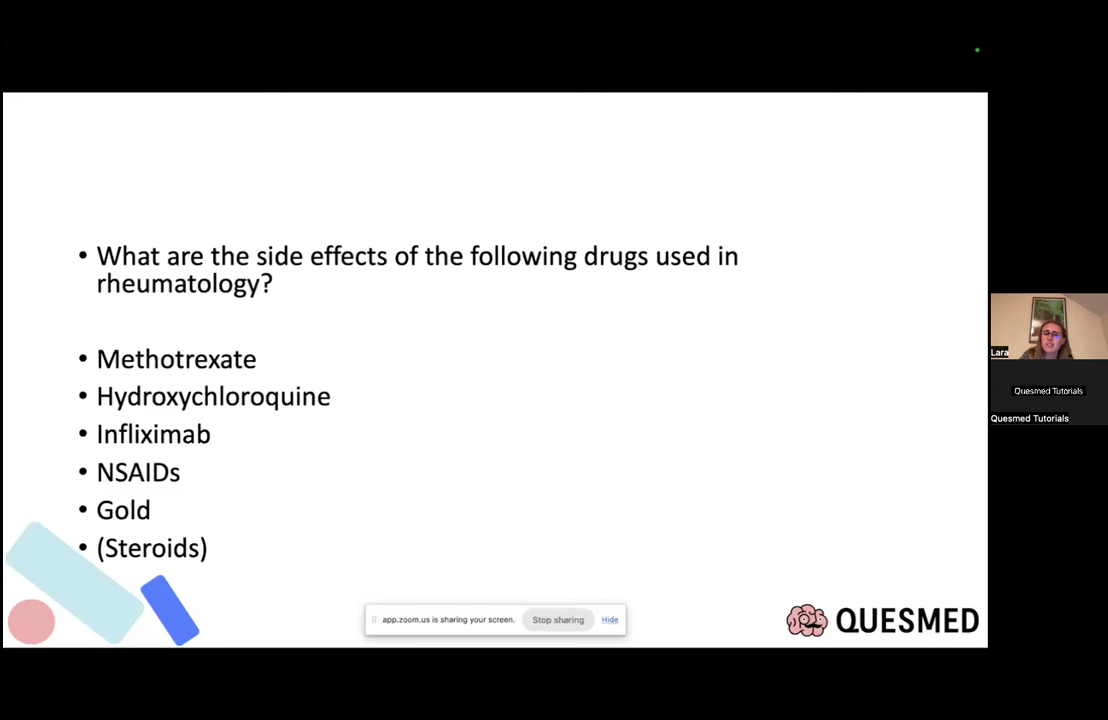 • What are the side effects of the following drugs used in
rheumatology?
• Methotrexate
• Hydroxychloroquine
• Infliximab
• NSAIDs
• Gold
• (Steroids)
app.zoom.us is sharing your screen. Stop sharing Hide
QUESMED
Lara
Quesmed Tutorials
Quesmed Tutorials